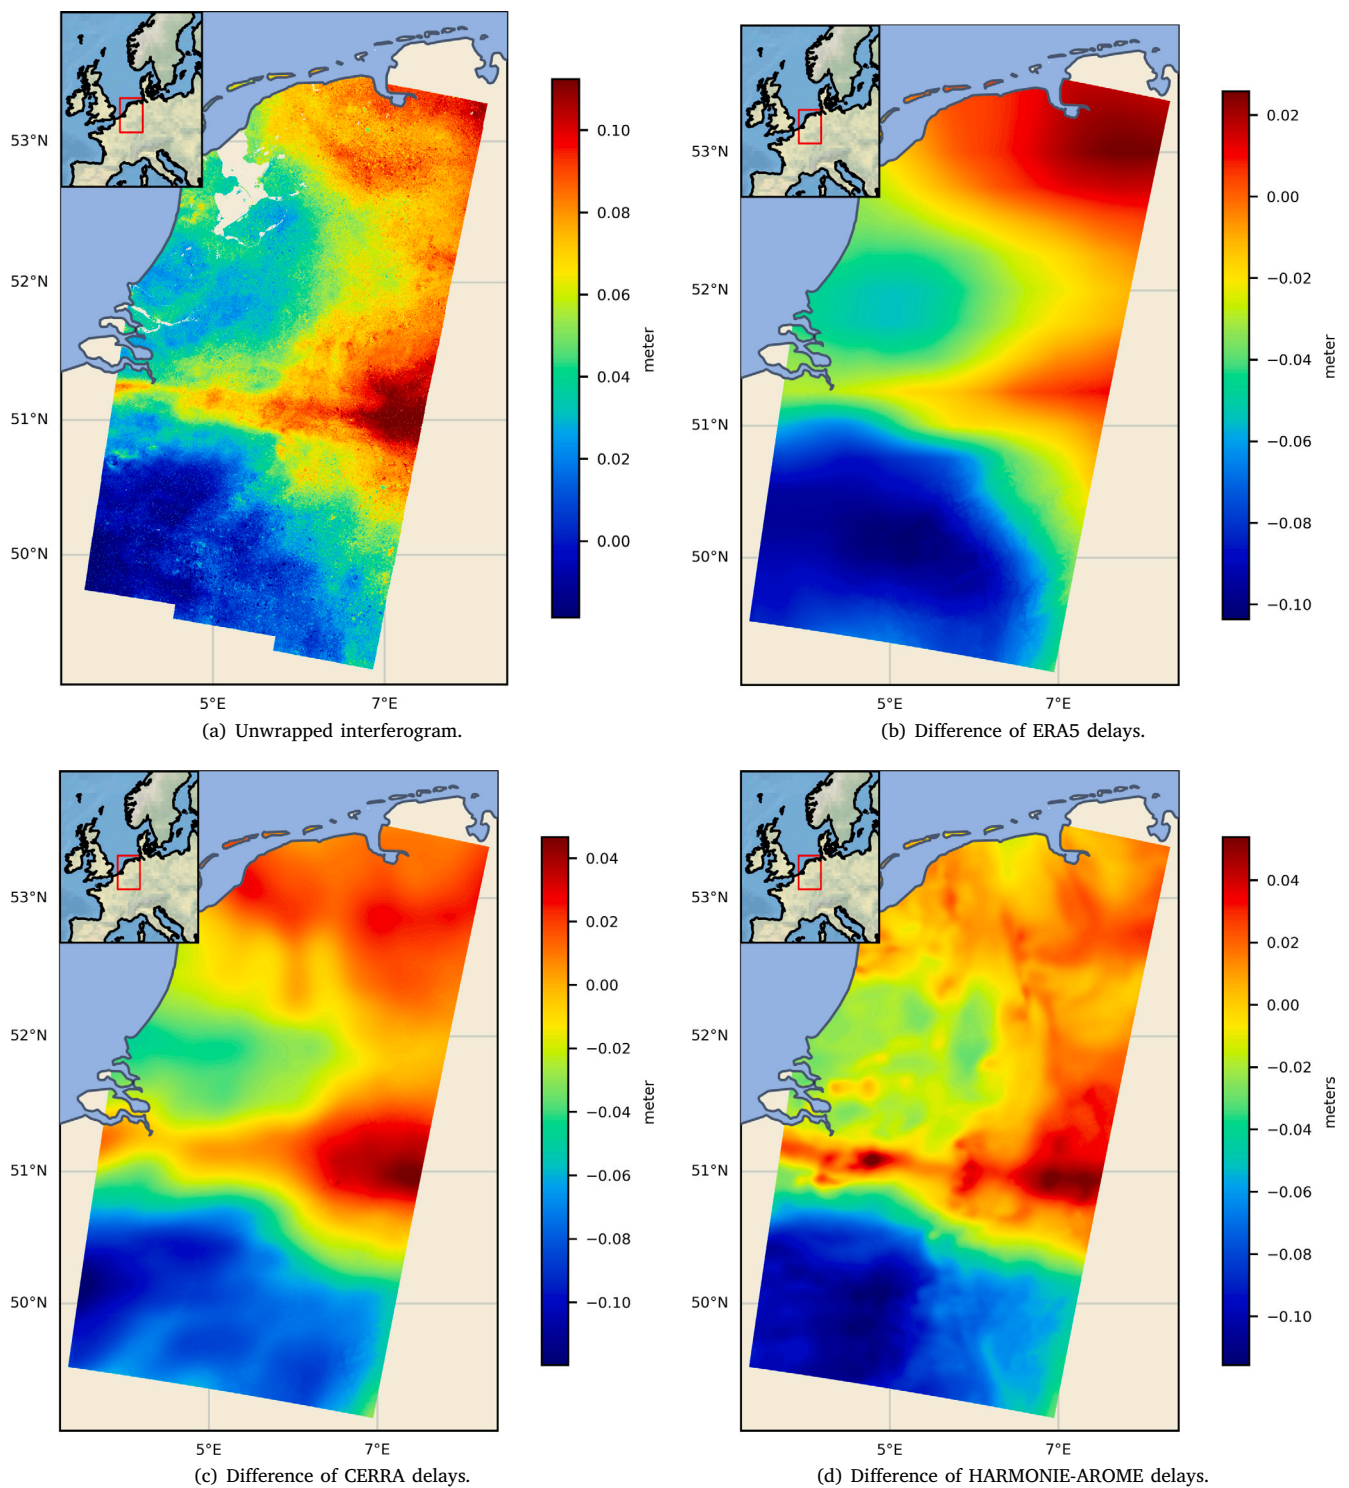 53°N
52°N
51°N
50°N
5°E
7°E
0.10
0.08
0.06
0.04
0.02
0.00
meter
(a) Unwrapped interferogram.
53°N
52°N
51°N
50°N
5°E
7°E
0.02
0.00
−0.02
−0.04
−0.06
−0.08
−0.10
meter
(b) Difference of ERA5 delays.
53°N
52°N
51°N
50°N
5°E
7°E
0.04
0.02
0.00
−0.02
−0.04
−0.06
−0.08
−0.10
meter
(c) Difference of CERRA delays.
53°N
52°N
51°N
50°N
5°E
7°E
0.04
0.02
0.00
−0.02
−0.04
−0.06
−0.08
−0.10
meters
(d) Difference of HARMONIE-AROME delays.